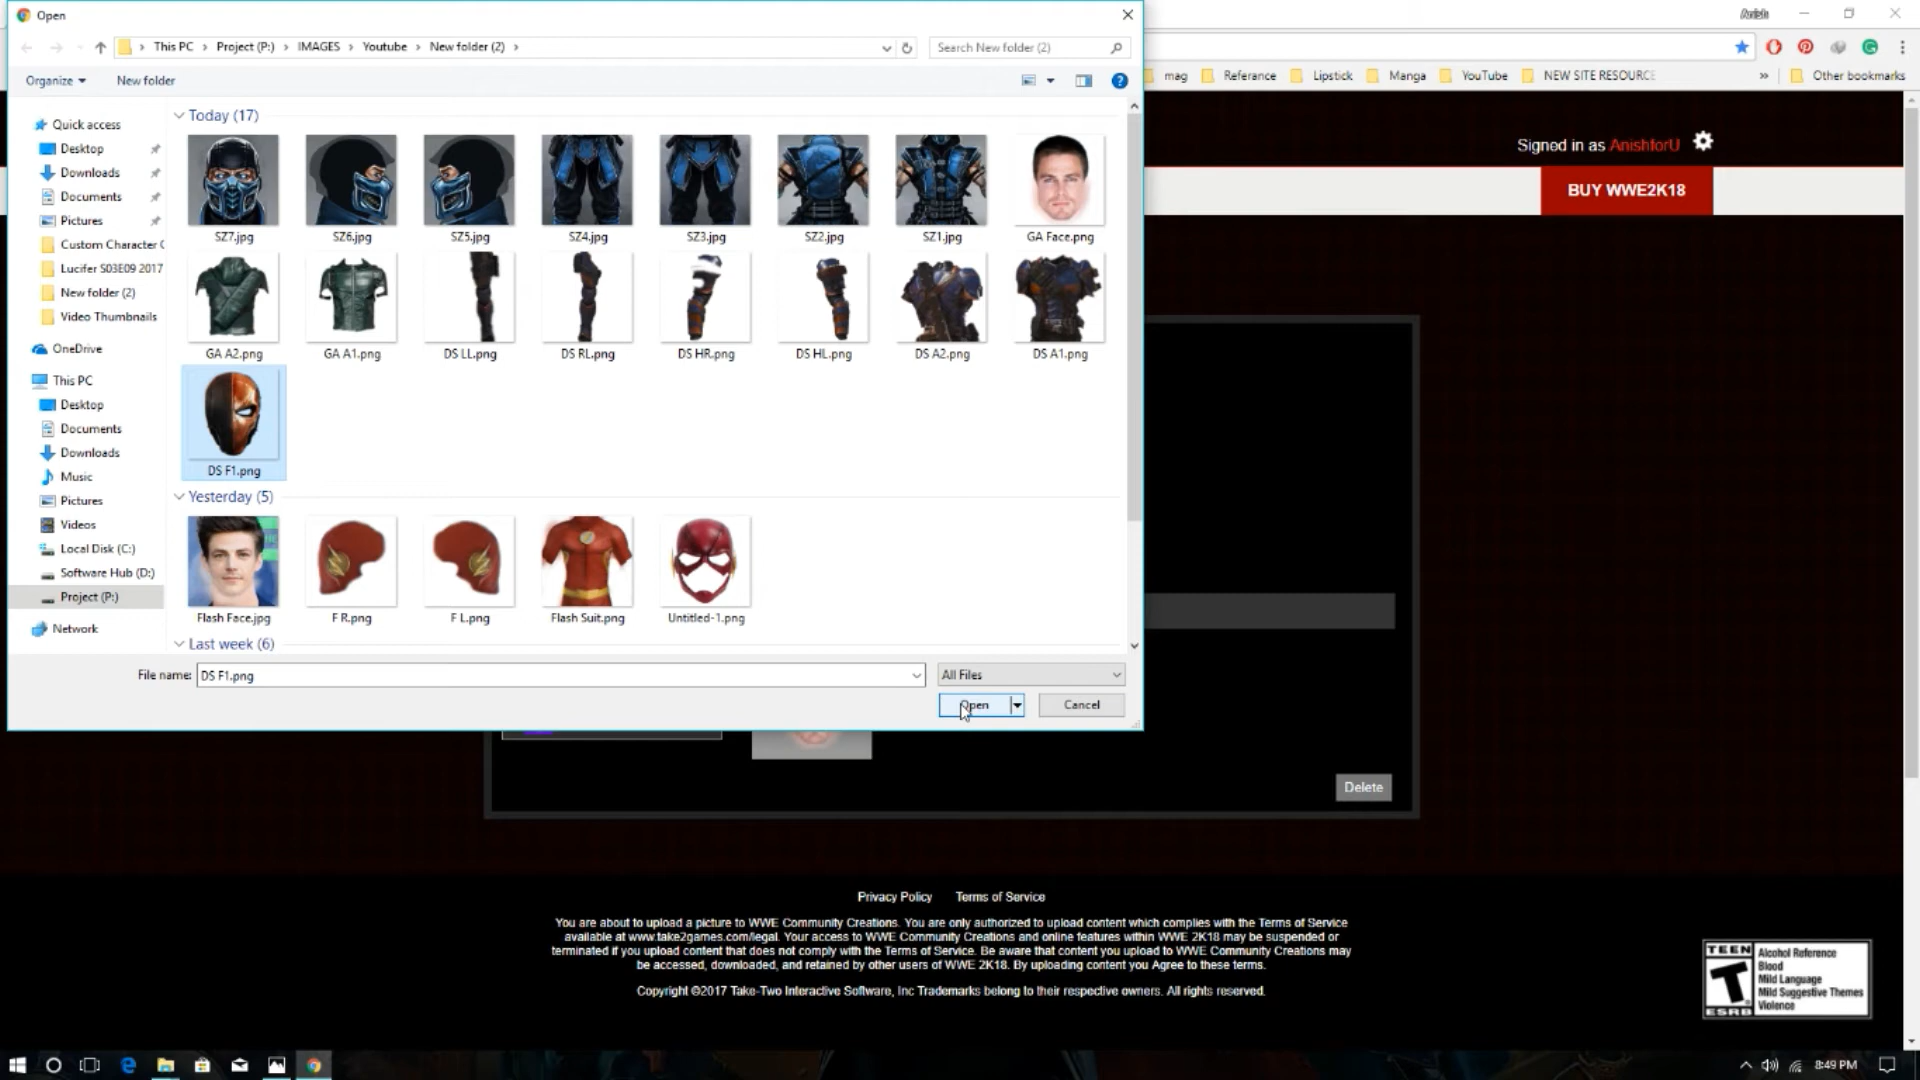 Open
Anish
This PC > Project (P:) > IMAGES > Youtube > New folder (2) >
Search New folder (2)
Organize
New folder
mag
Referance
Lipstick
Manga
YouTube
NEW SITE RESOURCE
»
Other bookmarks
Signed in as AnishforU
BUY WWE2K18
Quick access
Desktop
Downloads
Documents
Pictures
Custom Character C
Lucifer S03E09 2017
New folder (2)
Video Thumbnails
OneDrive
This PC
Desktop
Documents
Downloads
Music
Pictures
Videos
Local Disk (C:)
Software Hub (D:)
Project (P:)
Network
Today (17)
SZ7.jpg
SZ6.jpg
SZ5.jpg
SZ4.jpg
SZ3.jpg
SZ2.jpg
SZ1.jpg
GA Face.png
GA A2.png
GA A1.png
DS LL.png
DS RL.png
DS HR.png
DS HL.png
DS A2.png
DS A1.png
DS F1.png
Yesterday (5)
Flash Face.jpg
F R.png
F L.png
Flash Suit.png
Untitled-1.png
Last week (6)
File name: DS F1.png
All Files
Open
Cancel
Delete
Privacy Policy
Terms of Service
You are about to upload a picture to WWE Community Creations. You are only authorized to upload content which complies with the Terms of Service
available at www.take2games.com/legal. Your access to WWE Community Creations and online features within WWE 2K18 may be suspended or
terminated if you upload content that does not comply with the Terms of Service. Be aware that content you upload to WWE Community Creations may
be accessed, downloaded, and retained by other users of WWE 2K18. By uploading content you Agree to these terms.
Copyright ©2017 Take-Two Interactive Software, Inc Trademarks belong to their respective owners. All rights reserved.
TEEN
T
ESRB
Alcohol Reference
Blood
Mild Language
Mild Suggestive Themes
Violence
8:49 PM